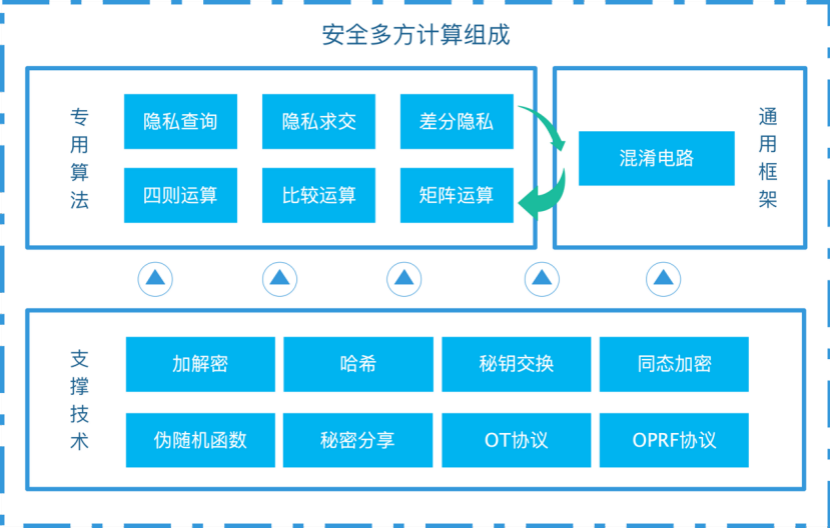 安全多方计算组成
专用算法
隐私查询
隐私求交
差分隐私
四则运算
比较运算
矩阵运算
混淆电路
通用框架
支撑技术
加解密
哈希
秘钥交换
同态加密
伪随机函数
秘密分享
OT协议
OPRF协议